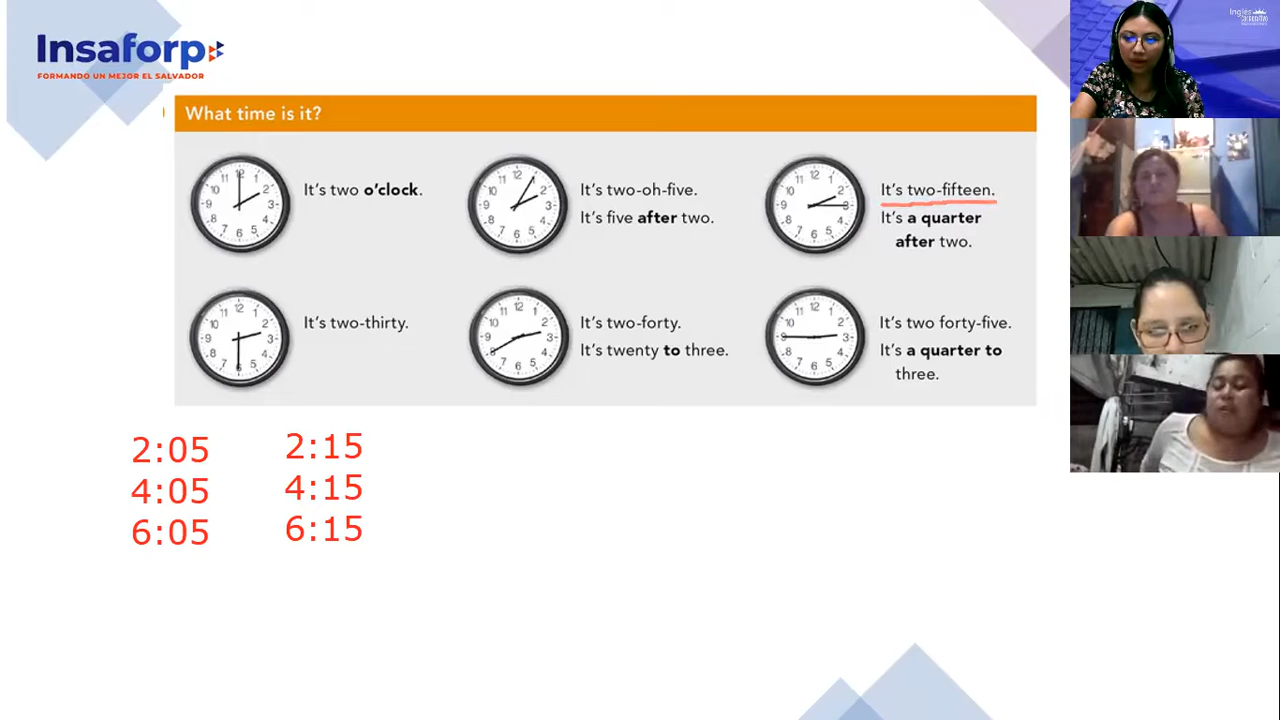 Insaforp
FORMANDO UN MEJOR EL SALVADOR
What time is it?
It's two o'clock.
It's two-oh-five.
It's five after two.
It's two-fifteen.
It's a quarter
after two.
It's two-thirty.
It's two-forty.
It's twenty to three.
It's two forty-five.
It's a quarter to
three.
2:05 2:15
4:05 4:15
6:05 6:15
Ingles